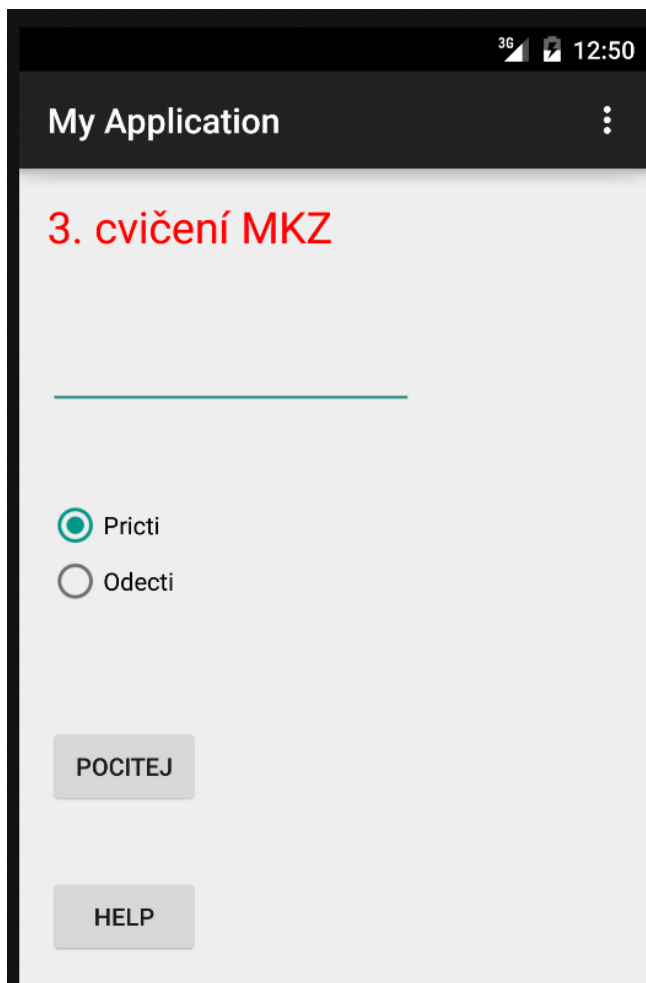 3G 12:50
My Application
3. cvičení MKZ
Pricti
Odecti
POCITEJ
HELP